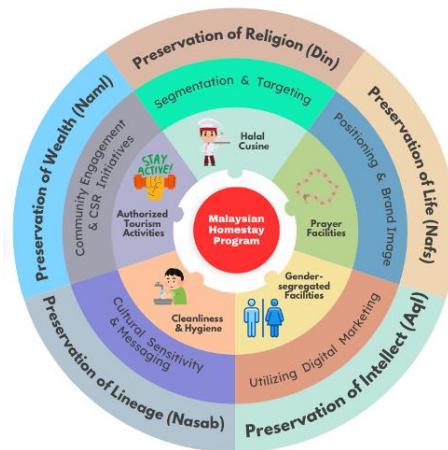 Preservation of Religion (Din)
Preservation of Life (Nafs)
Preservation of Intellect (Aql)
Preservation of Lineage (Nasab)
Preservation of Wealth (Naml)
Segmentation & Targeting
Positioning & Brand Image
Utilizing Digital Marketing
Cultural Sensitivity
& Messaging
Community Engagement
& CSR Initiatives
Halal
Cusine
Prayer
Facilities
Gender-
segregated
Facilities
Cleanliness
& Hygiene
STAY
ACTIVE!
Authorized
Tourism
Activities
Malaysian
Homestay
Program